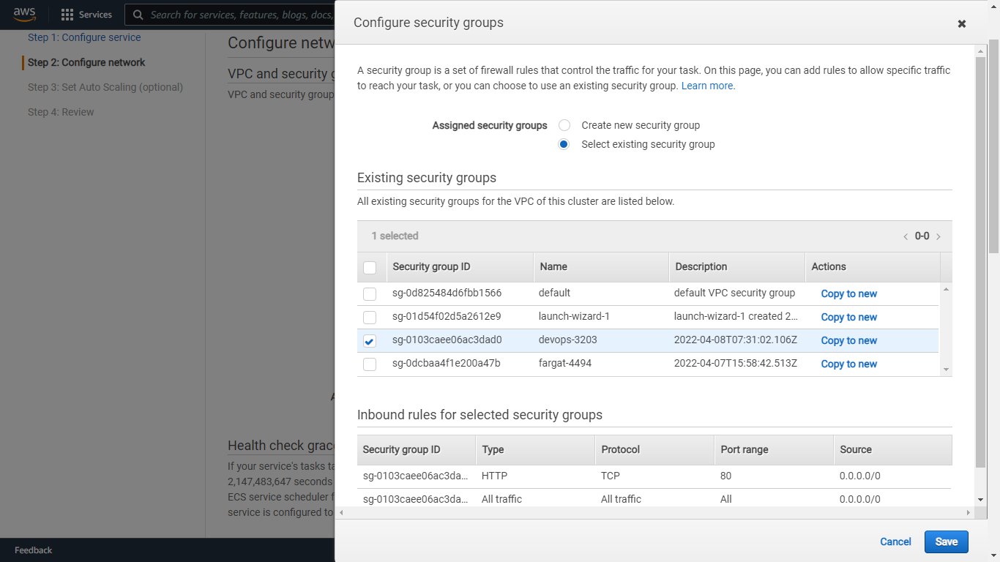 aws
Services
Search for services, features, blogs, docs,
Step 1: Configure service
Step 2: Configure network
Step 3: Set Auto Scaling (optional)
Step 4: Review
Configure netw
VPC and security g
VPC and security group
A
Health check grac
If your service's tasks ta
2,147,483,647 seconds
ECS service scheduler f
service is configured to
Feedback
Configure security groups
A security group is a set of firewall rules that control the traffic for your task. On this page, you can add rules to allow specific traffic
to reach your task, or you can choose to use an existing security group. Learn more.
Assigned security groups Create new security group
Select existing security group
Existing security groups
All existing security groups for the VPC of this cluster are listed below.
1 selected 0-0
Security group ID Name Description Actions
sg-0d825484d6fbb1566 default default VPC security group Copy to new
sg-01d54f02d5a2612e9 launch-wizard-1 launch-wizard-1 created 2... Copy to new
sg-0103caee06ac3dad0 devops-3203 2022-04-08T07:31:02.106Z Copy to new
sg-0dcbaa4f1e200a47b fargat-4494 2022-04-07T15:58:42.513Z Copy to new
Inbound rules for selected security groups
Security group ID Type Protocol Port range Source
sg-0103caee06ac3da... HTTP TCP 80 0.0.0.0/0
sg-0103caee06ac3da... All traffic All traffic All 0.0.0.0/0
Cancel Save